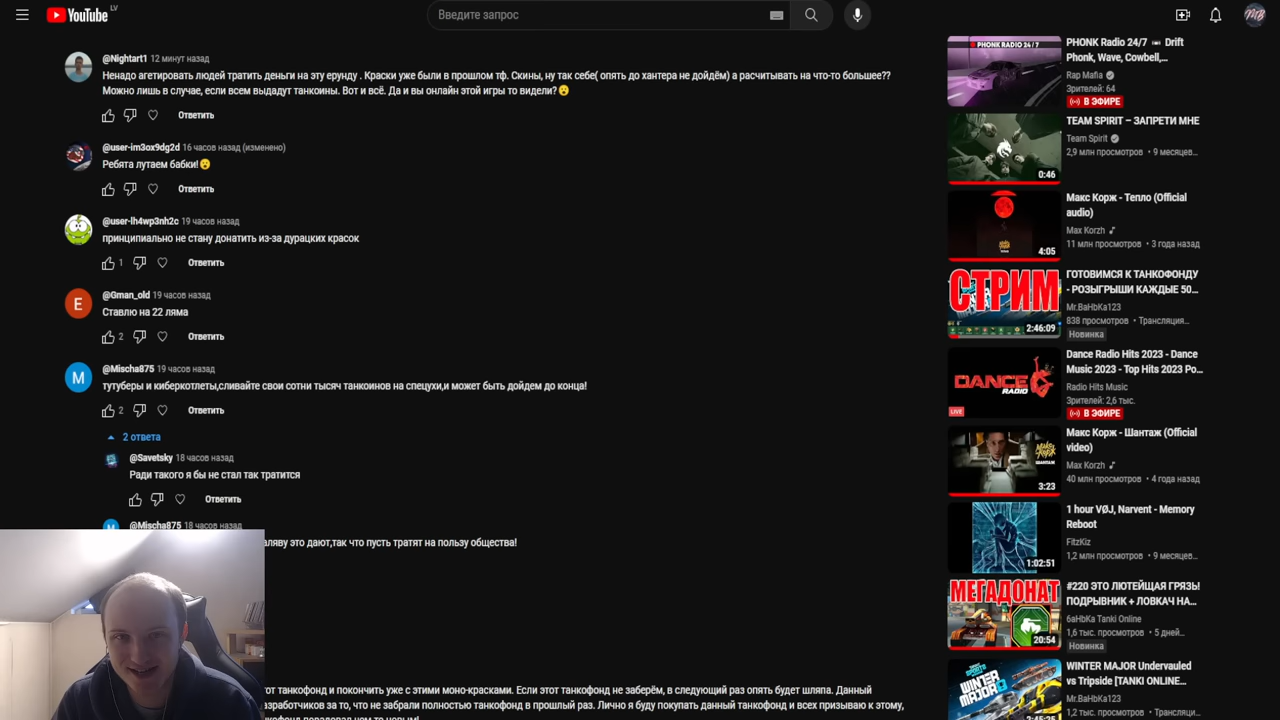 YouTube LV
Введите запрос
MB
@Nightart1 12 минут назад
Ненадо агетировать людей тратить деньги на эту ерунду . Краски уже были в прошлом тф. Скины, ну так себе( опять до хантера не дойдём) а расчитывать на что-то большее??
Можно лишь в случае, если всем выдадут танкоины. Вот и всё. Да и вы онлайн этой игры то видели?😮
Ответить
@user-im3ox9dg2d 16 часов назад (изменено)
Ребята лутаем бабки!😮
Ответить
@user-lh4wp3nh2c 19 часов назад
принципиально не стану донатить из-за дурацких красок
1 Ответить
E
@Gman_old 19 часов назад
Ставлю на 22 ляма
2 Ответить
M
@Mischa875 19 часов назад
тутуберы и киберкотлеты,сливайте свои сотни тысяч танкоинов на спецухи,и может быть дойдем до конца!
2 Ответить
2 ответа
@Savetsky 18 часов назад
Ради такого я бы не стал так тратится
Ответить
@Mischa875 18 часов назад
аляву это дают,так что пусть тратят на пользу общества!
тот танкофонд и покончить уже с этими моно-красками. Если этот танкофонд не заберём, в следующий раз опять будет шляпа. Данный
азработчиков за то, что не забрали полностью танкофонд в прошлый раз. Лично я буду покупать данный танкофонд и всех призываю к этому,
PHONK RADIO 24 / 7
PHONK Radio 24/7 Drift
Phonk, Wave, Cowbell,...
Rap Mafia
Зрителей: 64
В ЭФИРЕ
0:46
TEAM SPIRIT – ЗАПРЕТИ МНЕ
Team Spirit
2,9 млн просмотров • 9 месяцев...
4:05
Макс Корж - Тепло (Official
audio)
Max Korzh
11 млн просмотров • 3 года назад
СТРИМ
2:46:09
ГОТОВИМСЯ К ТАНКОФОНДУ
- РОЗЫГРЫШИ КАЖДЫЕ 50...
Mr.BaHbKa123
838 просмотров • Трансляция...
Новинка
DANCE
RADIO
LIVE
Dance Radio Hits 2023 - Dance
Music 2023 - Top Hits 2023 Po...
Radio Hits Music
Зрителей: 2,6 тыс.
В ЭФИРЕ
3:23
Макс Корж - Шантаж (Official
video)
Max Korzh
40 млн просмотров • 4 года назад
1:02:51
1 hour VØJ, Narvent - Memory
Reboot
FitzKiz
1,2 млн просмотров • 9 месяцев...
МЕГАДОНАТ
20:54
#220 ЭТО ЛЮТЕЙЩАЯ ГРЯЗЬ!
ПОДРЫВНИК + ЛОВКАЧ НА...
6aHbKa Tanki Online
1,6 тыс. просмотров • 5 дней...
Новинка
WINTER
MAJOR
WINTER MAJOR Undervauled
vs Tripside [TANKI ONLINE...
Mr.BaHbKa123
1,2 тыс. просмотров • Трансляция...